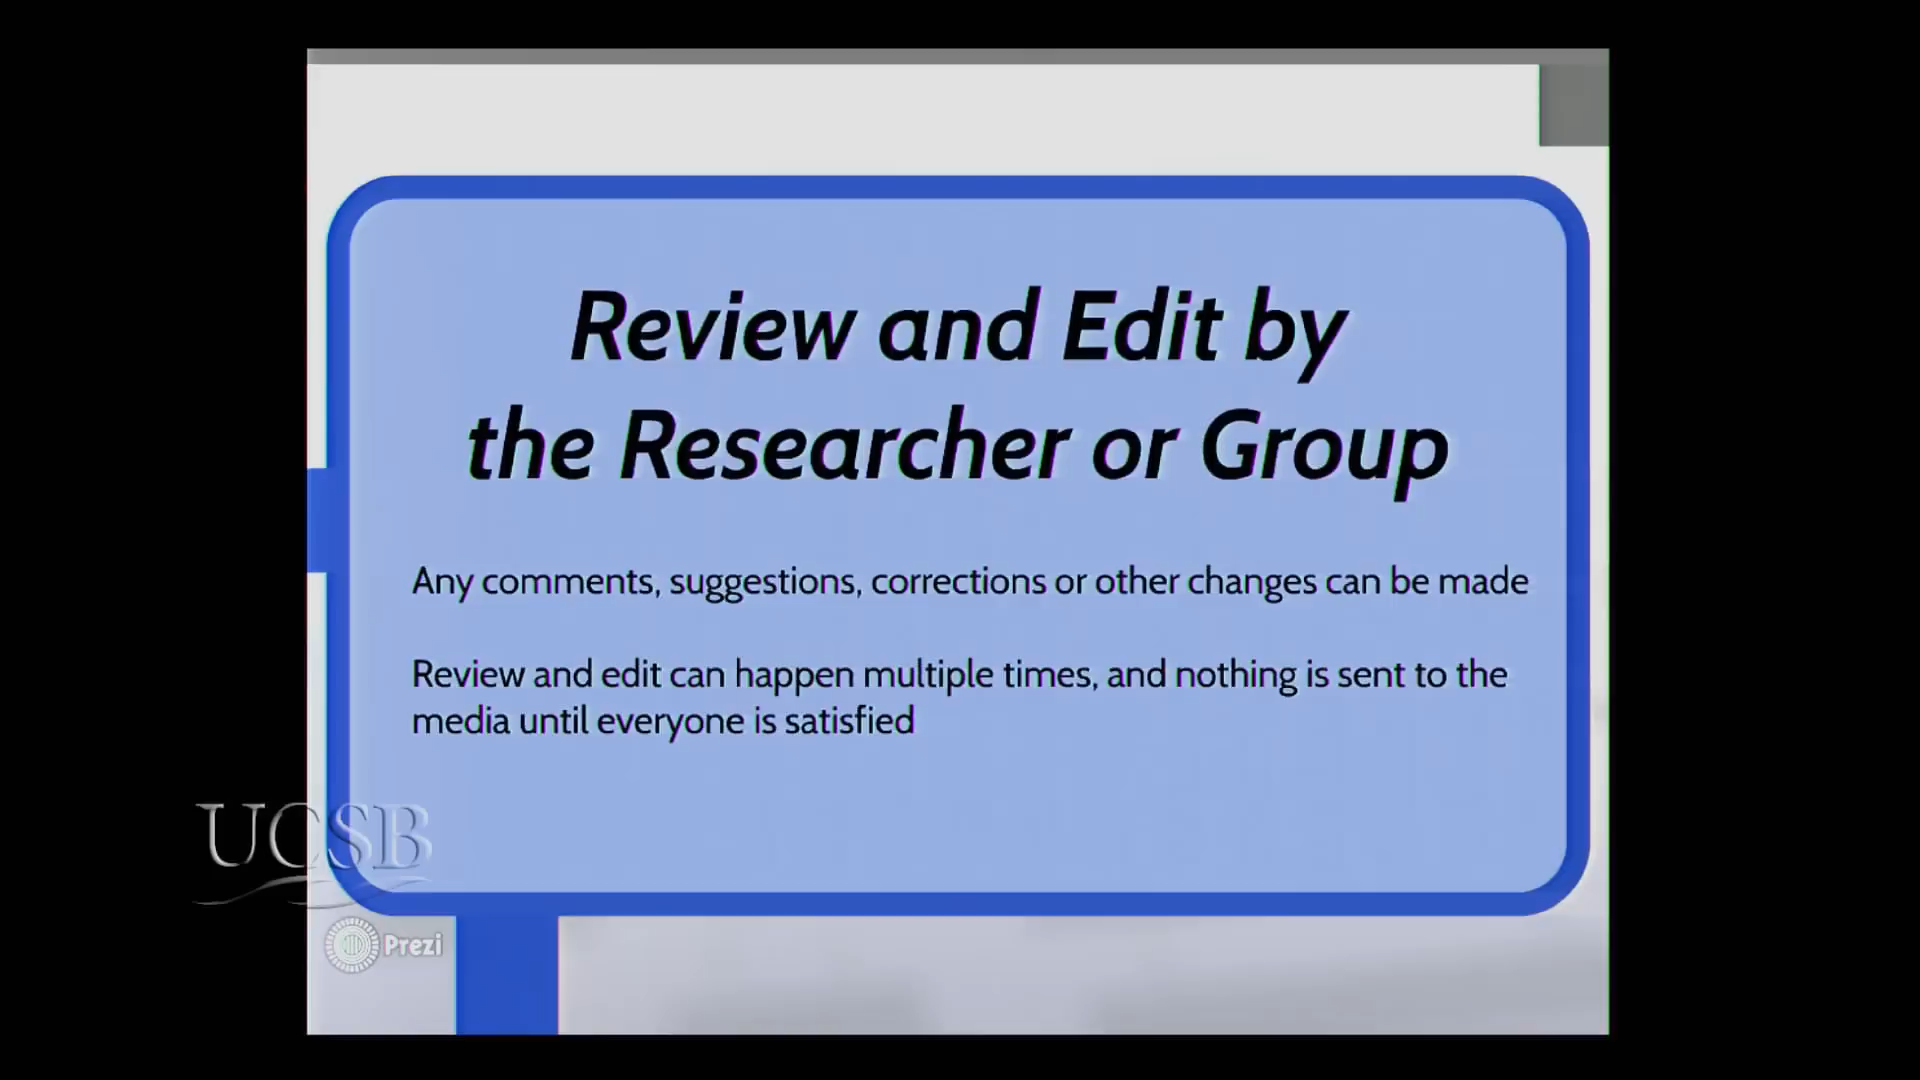 Review and Edit by
the Researcher or Group
Any comments, suggestions, corrections or other changes can be made
Review and edit can happen multiple times, and nothing is sent to the
media until everyone is satisfied
UCSB
Prezi